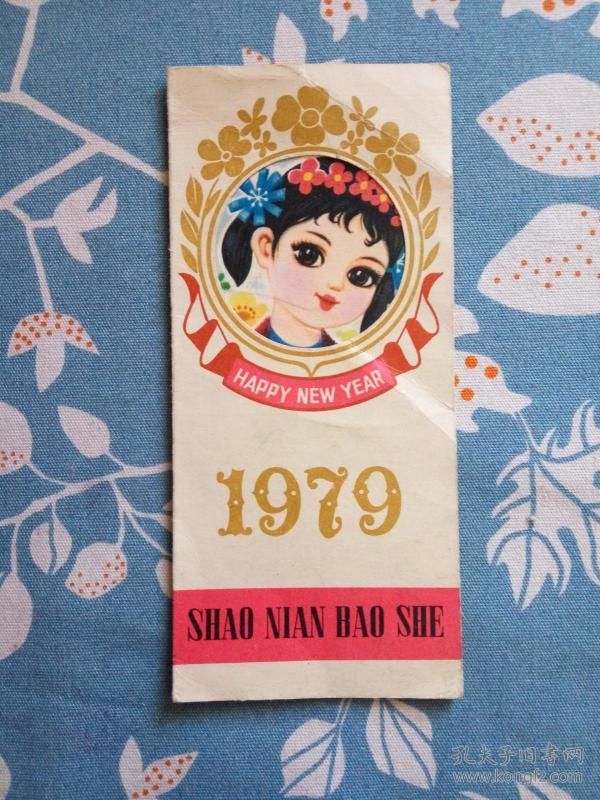 HAPPY NEW YEAR
1979
SHAO NIAN BAO SHE
孔夫子旧书网
www.kongfz.com